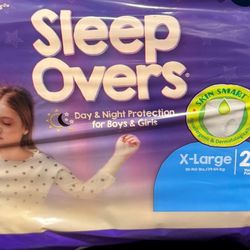 Sleep
Overs
Day & Night Protection
for Boys & Girls
SKIN SMART
X-Large
2